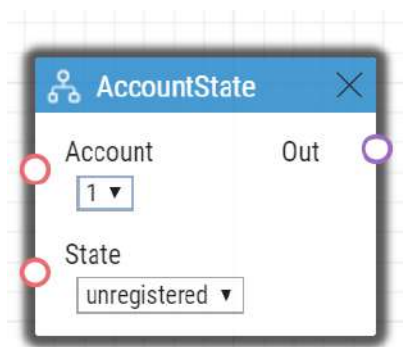 AccountState
Account Out
1
State
unregistered